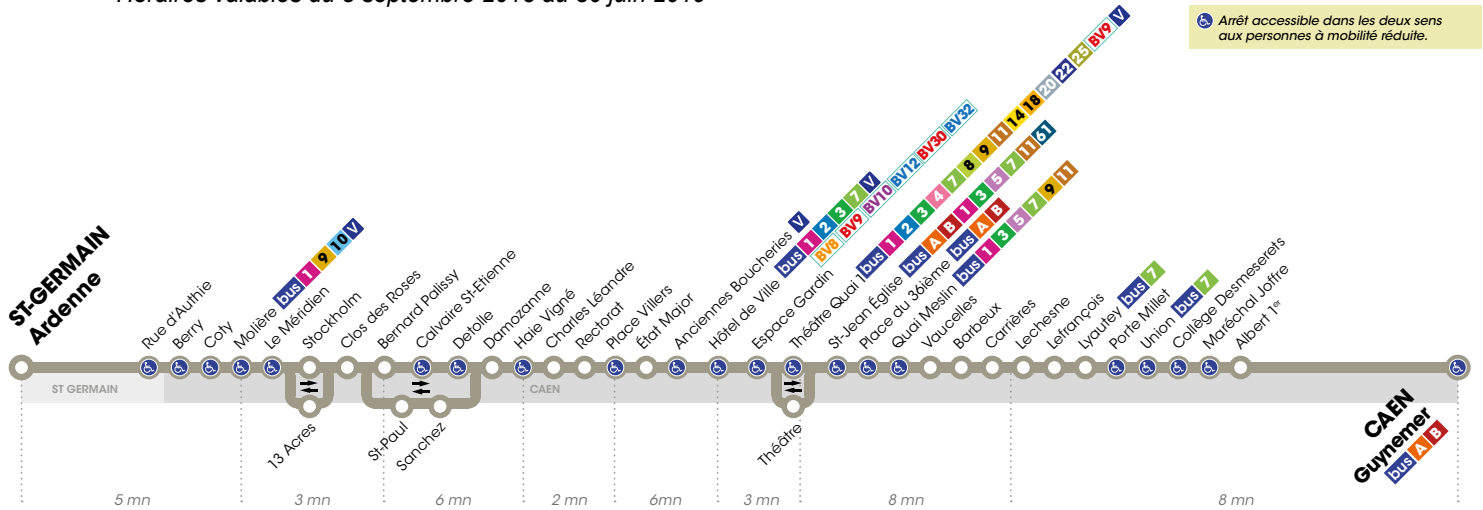 Horaires valables du septembre au 30 juin
Arrêt accessible dans les deux sens
aux personnes à mobilité réduite.
ST-GERMAIN
Ardenne
Rue d'Authie
Berry
Coty
Molière bus 1 9 10 V
Le Méridien
Stockholm
Clos des Roses
Bernard Palissy
Calvaire St-Etienne
Detolle
Damozanne
Haie Vigné
Charles Léandre
Rectorat
Place Villers
État Major
Anciennes Boucheries V
Hôtel de Ville bus 1 2 3 7 V
BV8 BV9 BV10 BV12 BV30 BV32
Espace Gardin
Théâtre Quai 1 bus 1 2 3 4 7 8 9 11 14 18 20 22 25 BV9 V
St-Jean Église bus A B 1 3 5 7 11 61
Place du 36ième bus A B
Quai Meslin bus 1 3 5 7 9 11
Vaucelles
Barbeux
Carrières
Lechesne
Lefrançois
Lyautey bus 7
Porte Millet
Union bus 7
Collège Desmeserets
Maréchal Joffre
Albert 1er
CAEN
Guynemer
bus A B
ST GERMAIN
CAEN
13 Acres
St-Paul
Sanchez
Théâtre
5 mn
3 mn
6 mn
2 mn
6mn
3 mn
8 mn
8 mn